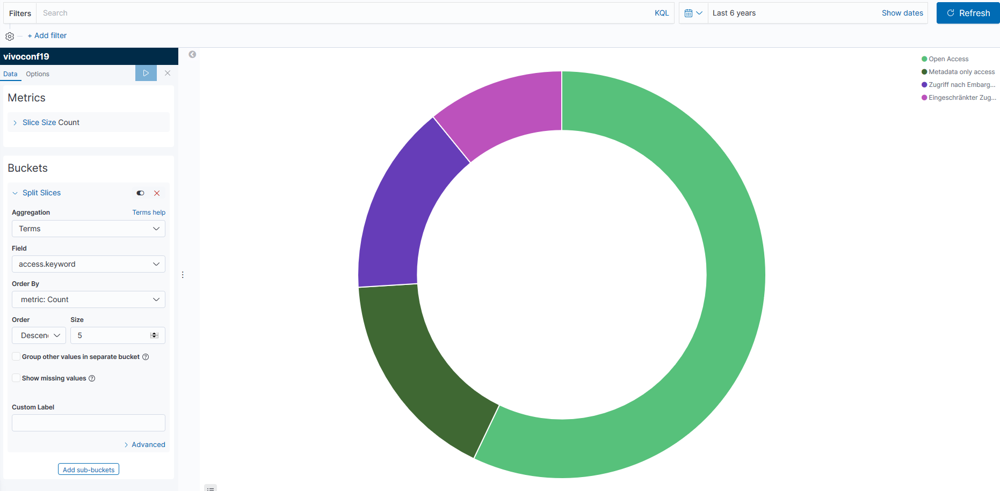 Filters
Search
KQL
Last 6 years
Show dates
Refresh
+ Add filter
vivoconf19
Data
Options
Metrics
Slice Size Count
Buckets
Split Slices
Aggregation
Terms help
Terms
Field
access.keyword
Order By
metric: Count
Order
Size
Descen
5
Group other values in separate bucket
Show missing values
Custom Label
Advanced
Add sub-buckets
Open Access
Metadata only access
Zugriff nach Embarg...
Eingeschränkter Zug...